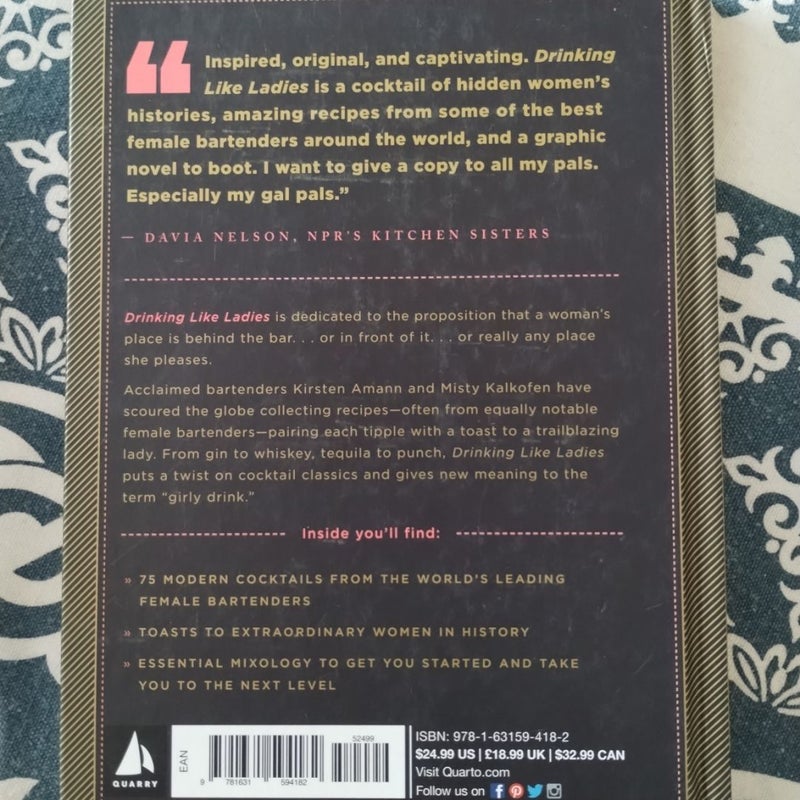 “
Inspired, original, and captivating. Drinking
Like Ladies is a cocktail of hidden women’s
histories, amazing recipes from some of the best
female bartenders around the world, and a graphic
novel to boot. I want to give a copy to all my pals.
Especially my gal pals.”
— DAVIA NELSON, NPR’S KITCHEN SISTERS
Drinking Like Ladies is dedicated to the proposition that a woman’s
place is behind the bar. . . or in front of it. . . or really any place
she pleases.
Acclaimed bartenders Kirsten Amann and Misty Kalkofen have
scoured the globe collecting recipes—often from equally notable
female bartenders—pairing each tipple with a toast to a trailblazing
lady. From gin to whiskey, tequila to punch, Drinking Like Ladies
puts a twist on cocktail classics and gives new meaning to the
term “girly drink.”
Inside you’ll find:
» 75 MODERN COCKTAILS FROM THE WORLD’S LEADING
FEMALE BARTENDERS
» TOASTS TO EXTRAORDINARY WOMEN IN HISTORY
» ESSENTIAL MIXOLOGY TO GET YOU STARTED AND TAKE
YOU TO THE NEXT LEVEL
QUARRY
EAN
52499
9 781631 594182
ISBN: 978-1-63159-418-2
$24.99 US | £18.99 UK | $32.99 CAN
Visit Quarto.com
Follow us on